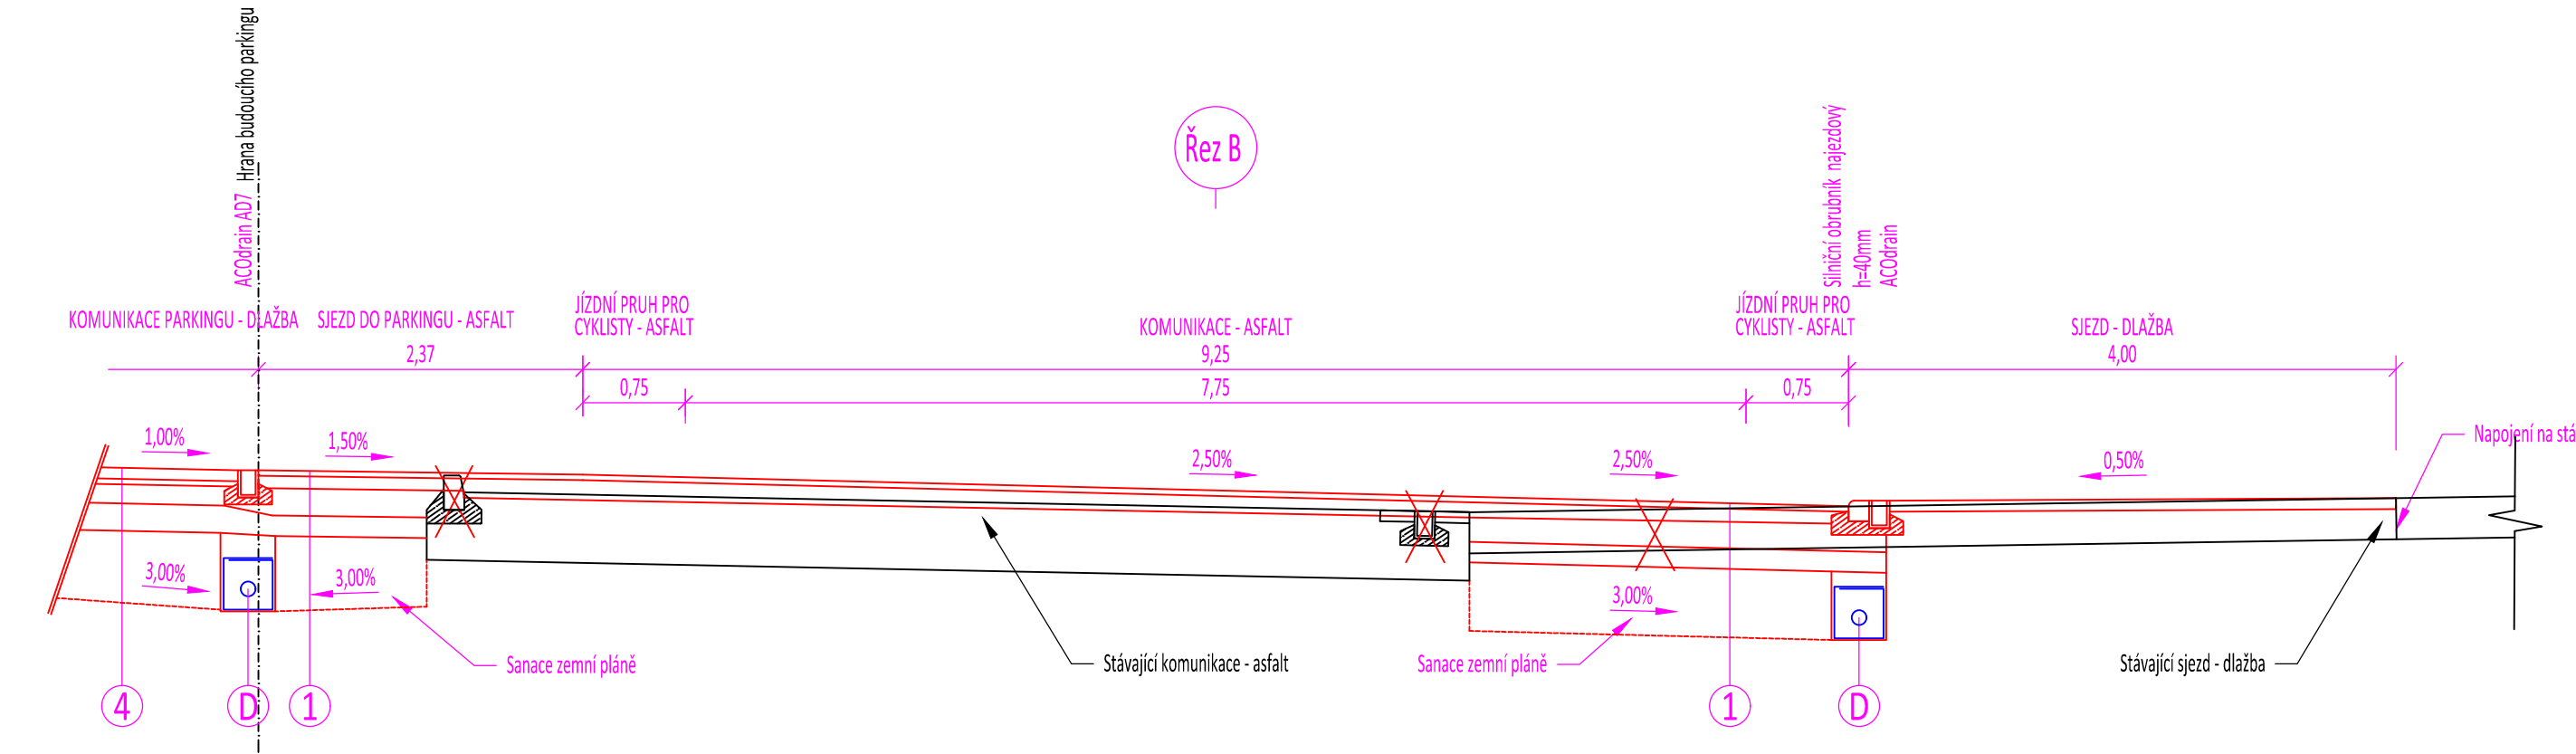 Hrana budoucího parkingu
ACOdrain AD7
Řez B
Silniční obrubník najezdový
h=40mm
ACOdrain
KOMUNIKACE PARKINGU - DLAŽBA
SJEZD DO PARKINGU - ASFALT
JÍZDNÍ PRUH PRO
CYKLISTY - ASFALT
KOMUNIKACE - ASFALT
JÍZDNÍ PRUH PRO
CYKLISTY - ASFALT
SJEZD - DLAŽBA
2,37
9,25
4,00
0,75
7,75
0,75
1,00%
1,50%
2,50%
2,50%
0,50%
Napojení na stá
3,00%
3,00%
3,00%
Sanace zemní pláně
Stávající komunikace - asfalt
Sanace zemní pláně
Stávající sjezd - dlažba
4
D
1
1
D